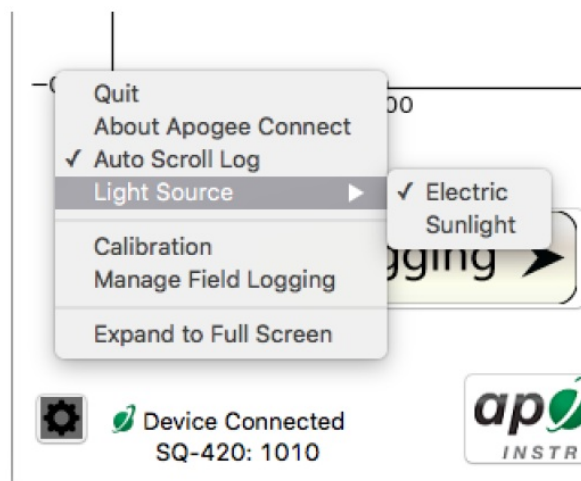 Quit
About Apogee Connect
✓ Auto Scroll Log
Light Source ▶
✓ Electric
Sunlight
Calibration
Manage Field Logging
Expand to Full Screen
Device Connected
SQ-420: 1010